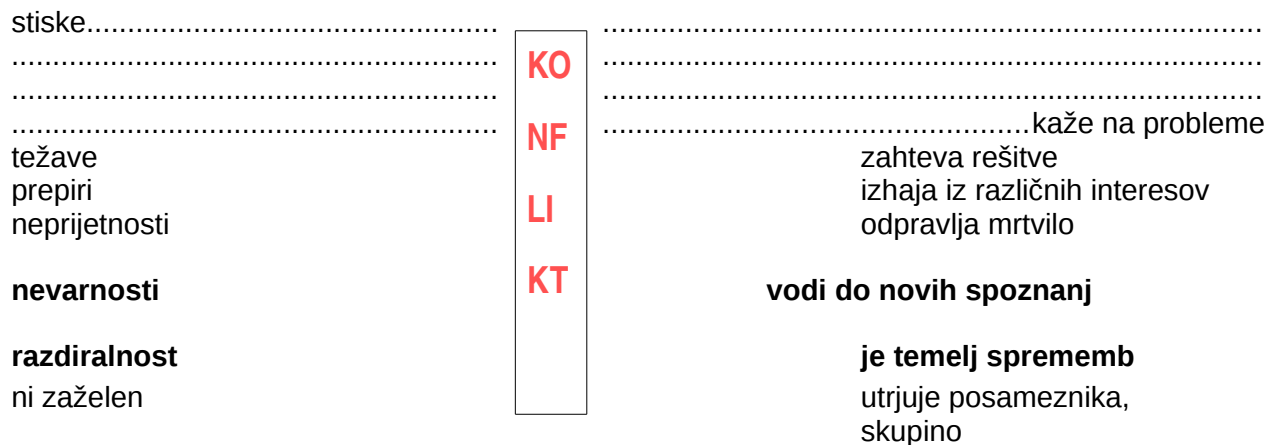 stiske.................................................... ................................................................................
............................................................ KO ................................................................................
............................................................ ................................................................................
............................................................ NF ....................................................kaže na probleme
težave zahteva rešitve
prepiri izhaja iz različnih interesov
neprijetnosti LI odpravlja mrtvilo
nevarnosti KT vodi do novih spoznanj
razdiralnost je temelj sprememb
ni zaželen utrjuje posameznika,
skupino